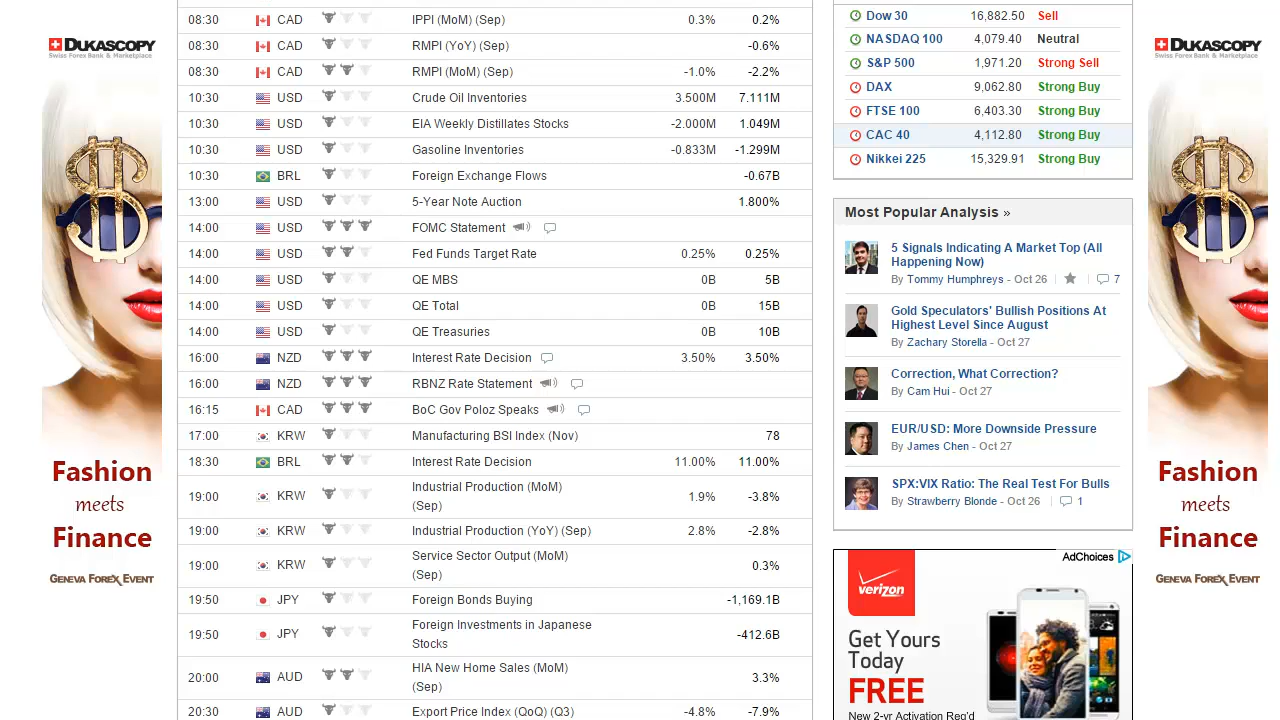 DUKASCOPY
Swiss Forex Bank & Marketplace
Fashion
meets
Finance
GENEVA FOREX EVENT
08:30 CAD IPPI (MoM) (Sep) 0.3% 0.2%
08:30 CAD RMPI (YoY) (Sep) -0.6%
08:30 CAD RMPI (MoM) (Sep) -1.0% -2.2%
10:30 USD Crude Oil Inventories 3.500M 7.111M
10:30 USD EIA Weekly Distillates Stocks -2.000M 1.049M
10:30 USD Gasoline Inventories -0.833M -1.299M
10:30 BRL Foreign Exchange Flows -0.67B
13:00 USD 5-Year Note Auction 1.800%
14:00 USD FOMC Statement
14:00 USD Fed Funds Target Rate 0.25% 0.25%
14:00 USD QE MBS 0B 5B
14:00 USD QE Total 0B 15B
14:00 USD QE Treasuries 0B 10B
16:00 NZD Interest Rate Decision 3.50% 3.50%
16:00 NZD RBNZ Rate Statement
16:15 CAD BoC Gov Poloz Speaks
17:00 KRW Manufacturing BSI Index (Nov) 78
18:30 BRL Interest Rate Decision 11.00% 11.00%
19:00 KRW Industrial Production (MoM) 1.9% -3.8%
(Sep)
19:00 KRW Industrial Production (YoY) (Sep) 2.8% -2.8%
19:00 KRW Service Sector Output (MoM) 0.3%
(Sep)
19:50 JPY Foreign Bonds Buying -1,169.1B
19:50 JPY Foreign Investments in Japanese -412.6B
Stocks
20:00 AUD HIA New Home Sales (MoM) 3.3%
(Sep)
20:30 AUD Export Price Index (QoQ) (Q3) -4.8% -7.9%
Dow 30 16,882.50 Sell
NASDAQ 100 4,079.40 Neutral
S&P 500 1,971.20 Strong Sell
DAX 9,062.80 Strong Buy
FTSE 100 6,403.30 Strong Buy
CAC 40 4,112.80 Strong Buy
Nikkei 225 15,329.91 Strong Buy
Most Popular Analysis »
5 Signals Indicating A Market Top (All
Happening Now)
By Tommy Humphreys - Oct 26 7
Gold Speculators' Bullish Positions At
Highest Level Since August
By Zachary Storella - Oct 27
Correction, What Correction?
By Cam Hui - Oct 27
EUR/USD: More Downside Pressure
By James Chen - Oct 27
SPX:VIX Ratio: The Real Test For Bulls
By Strawberry Blonde - Oct 26 1
AdChoices
verizon
Get Yours
Today
FREE
New 2-yr Activation Req'd
DUKASCOPY
Swiss Forex Bank & Marketplace
Fashion
meets
Finance
GENEVA FOREX EVENT